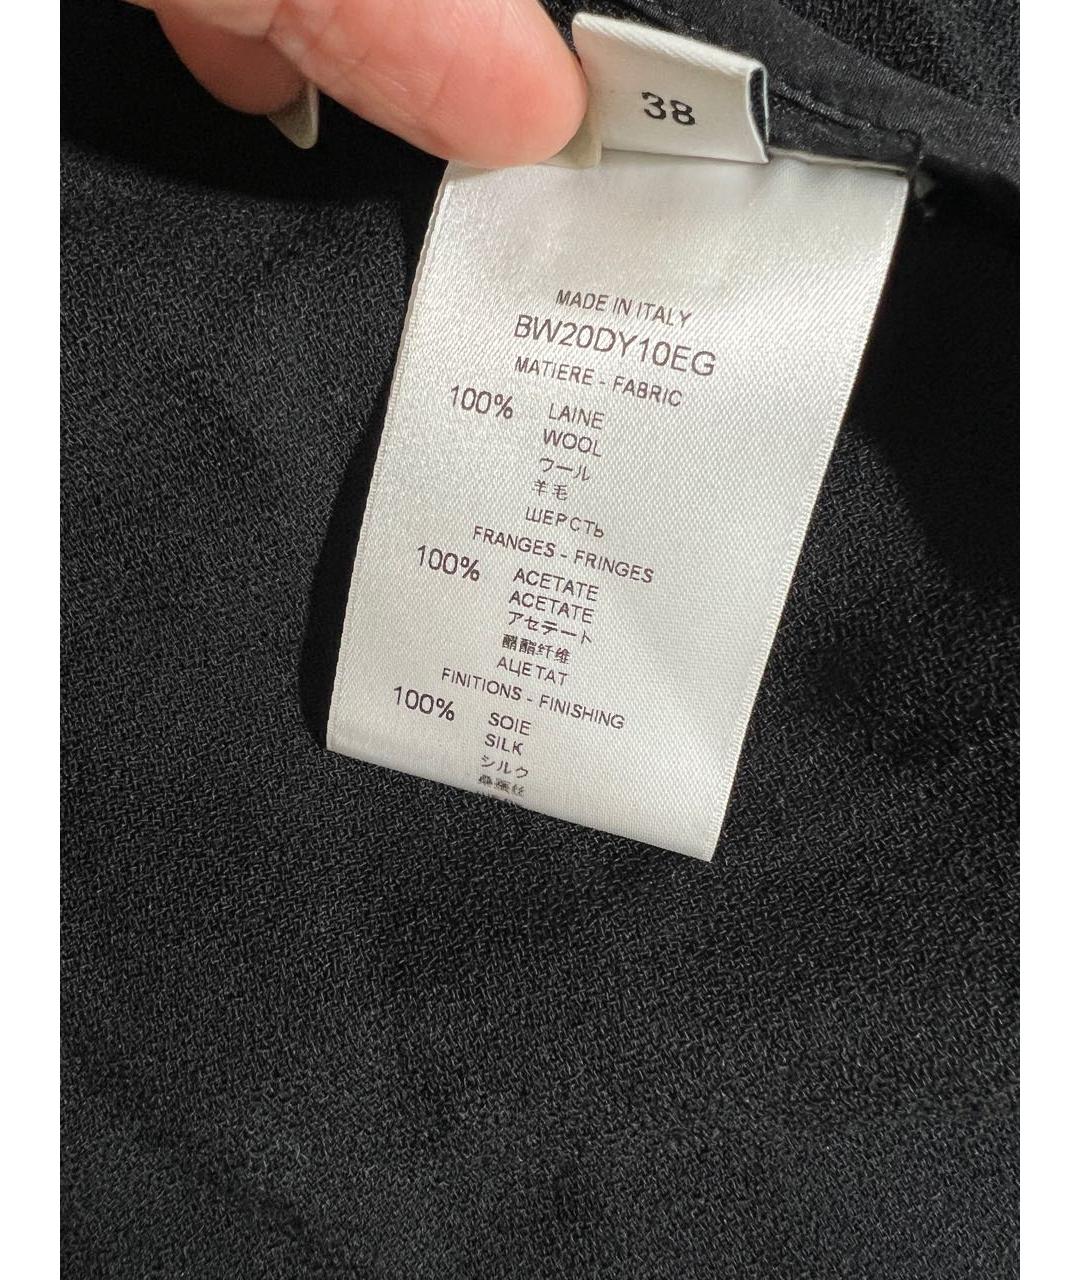 38
MADE IN ITALY
BW20DY10EG
MATIERE - FABRIC
100% LAINE
WOOL
ウール
羊毛
ШЕРСТЬ
FRANGES - FRINGES
100% ACETATE
ACETATE
アセテート
醋酯纤维
АЦЕТАТ
FINITIONS - FINISHING
100% SOIE
SILK
シルク